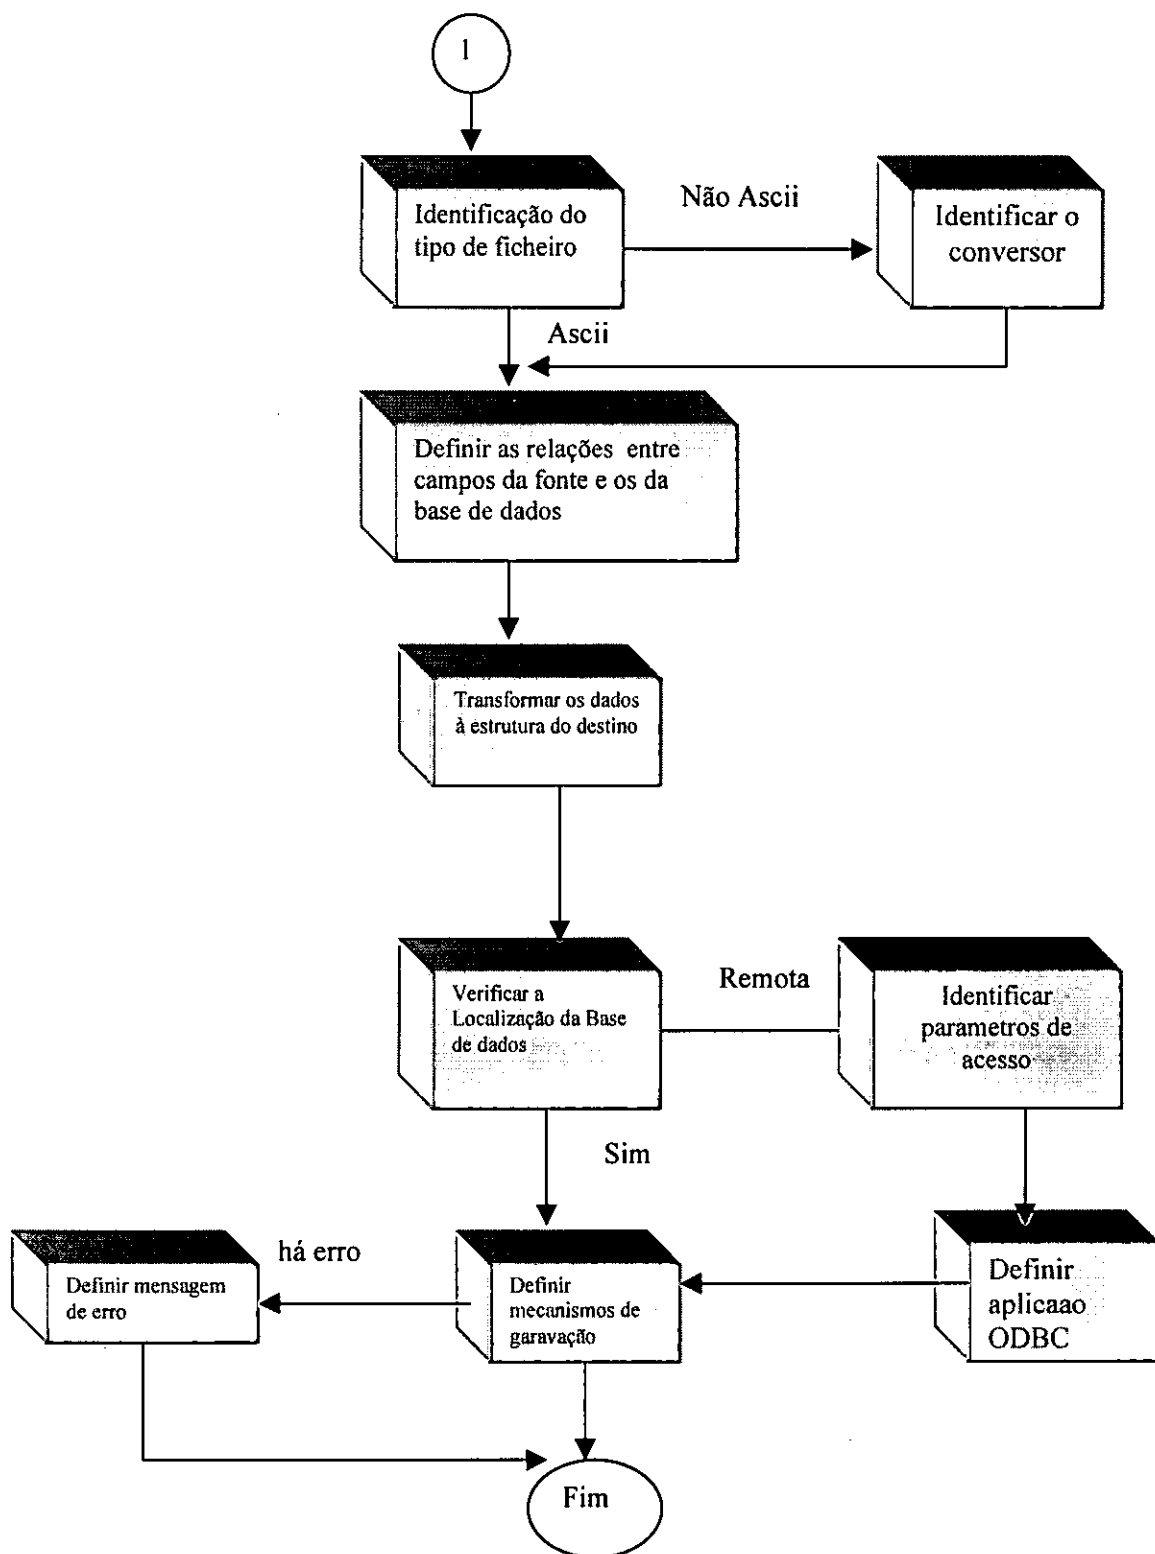 1
Identificação do
tipo de ficheiro
Não Ascii
Identificar o
conversor
Ascii
Definir as relações entre
campos da fonte e os da
base de dados
Transformar os dados
à estrutura do destino
Verificar a
Localização da Base
de dados
Remota
Identificar
parametros de
acesso
Sim
há erro
Definir mensagem
de erro
Definir
mecanismos de
garavação
Definir
aplicaao
ODBC
Fim